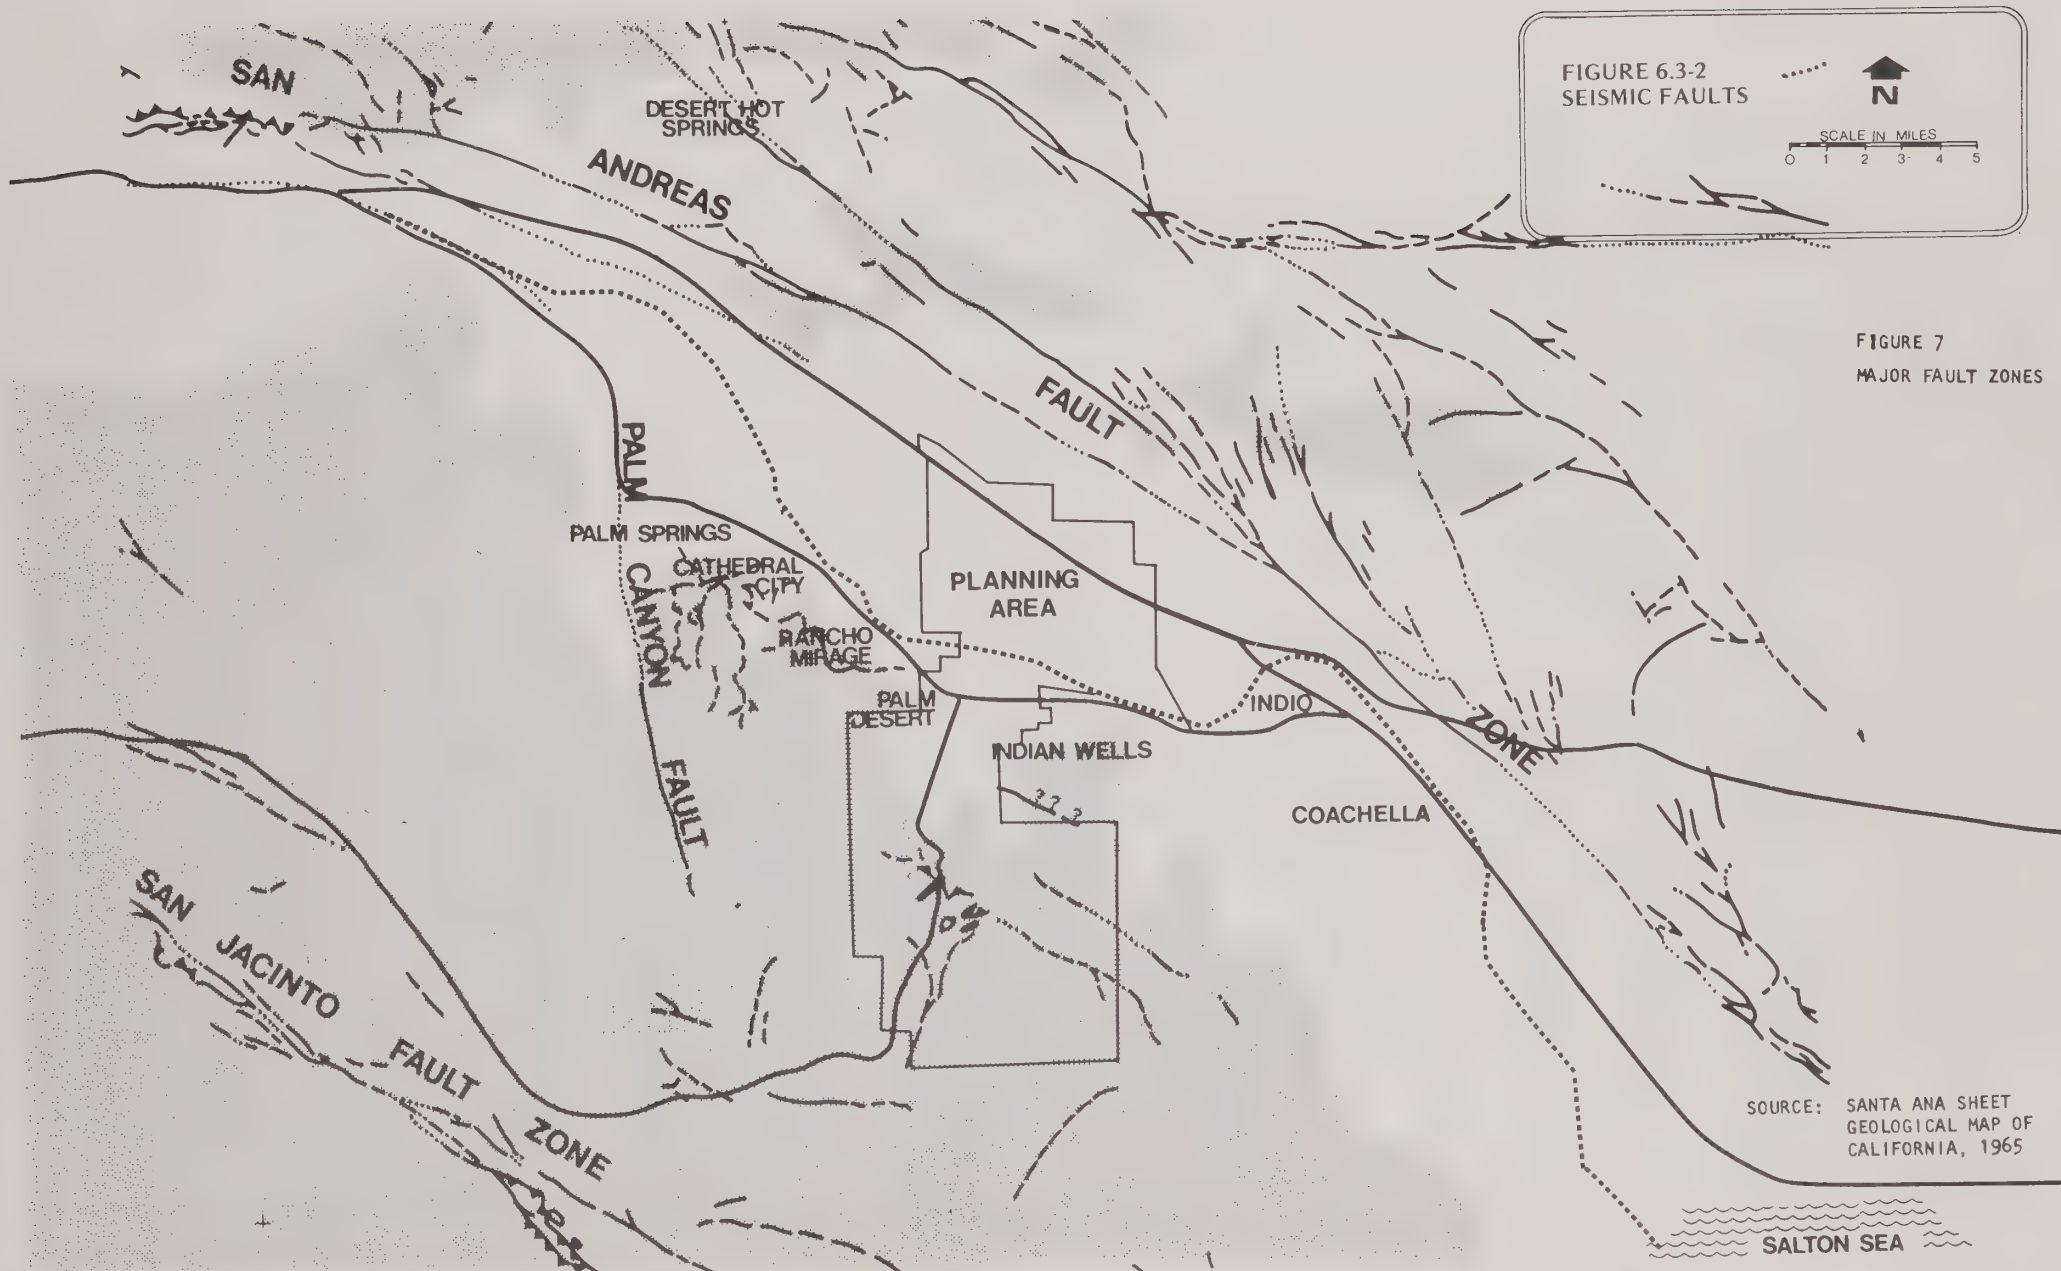 FIGURE 6.3-2
SEISMIC FAULTS
N
SCALE IN MILES
0 1 2 3 4 5
FIGURE 7
MAJOR FAULT ZONES
SAN
ANDREAS
FAULT
ZONE
DESERT HOT
SPRINGS
PALM
CANYON
FAULT
PALM SPRINGS
CATHEDRAL
CITY
RANCHO
MIRAGE
PALM
DESERT
PLANNING
AREA
INDIAN WELLS
INDIO
COACHELLA
? ? ?
SAN
JACINTO
FAULT
ZONE
SOURCE: SANTA ANA SHEET
GEOLOGICAL MAP OF
CALIFORNIA, 1965
SALTON SEA